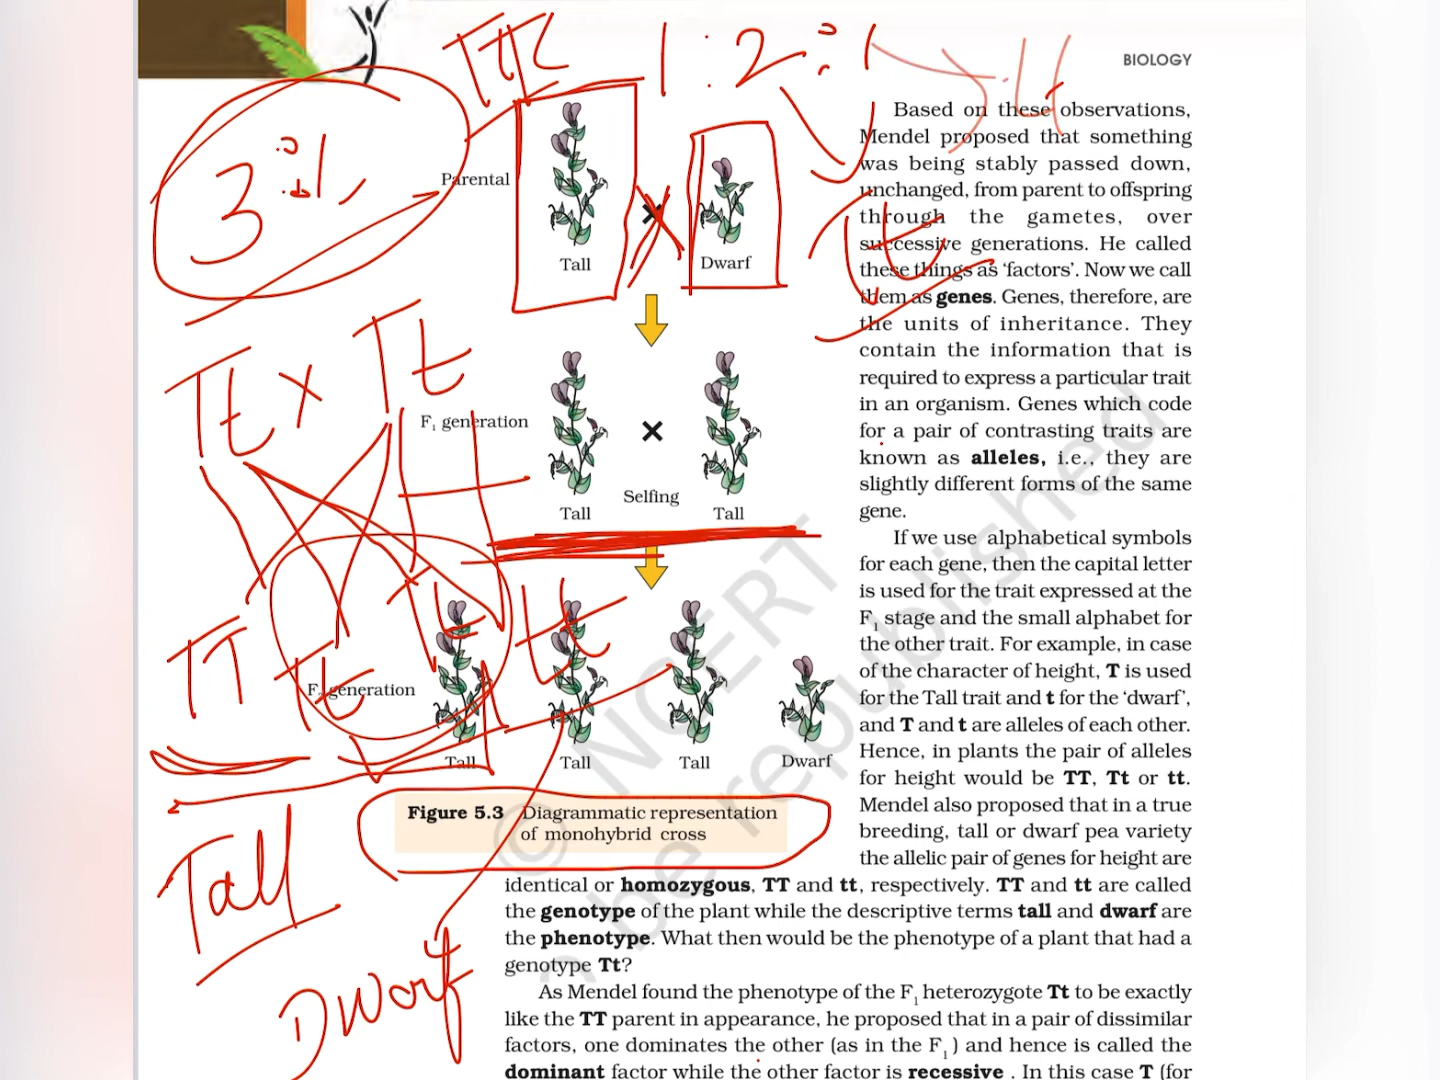 BIOLOGY
TT
1:2:1
tt
3:1
Parental
Tall
Dwarf
tt
Tt x Tt
F1 generation
Selfing
Tall
Tall
TT Tt Tt tt
F2 generation
Tall
Tall
Tall
Dwarf
Figure 5.3 Diagrammatic representation
of monohybrid cross
Tall
Dworf
Based on these observations,
Mendel proposed that something
was being stably passed down,
unchanged, from parent to offspring
through the gametes, over
successive generations. He called
these things as ‘factors’. Now we call
them as genes. Genes, therefore, are
the units of inheritance. They
contain the information that is
required to express a particular trait
in an organism. Genes which code
for a pair of contrasting traits are
known as alleles, i.e., they are
slightly different forms of the same
gene.
If we use alphabetical symbols
for each gene, then the capital letter
is used for the trait expressed at the
F1 stage and the small alphabet for
the other trait. For example, in case
of the character of height, T is used
for the Tall trait and t for the ‘dwarf’,
and T and t are alleles of each other.
Hence, in plants the pair of alleles
for height would be TT, Tt or tt.
Mendel also proposed that in a true
breeding, tall or dwarf pea variety
the allelic pair of genes for height are
identical or homozygous, TT and tt, respectively. TT and tt are called
the genotype of the plant while the descriptive terms tall and dwarf are
the phenotype. What then would be the phenotype of a plant that had a
genotype Tt?
As Mendel found the phenotype of the F1 heterozygote Tt to be exactly
like the TT parent in appearance, he proposed that in a pair of dissimilar
factors, one dominates the other (as in the F1 ) and hence is called the
dominant factor while the other factor is recessive . In this case T (for
© NCERT
be republished